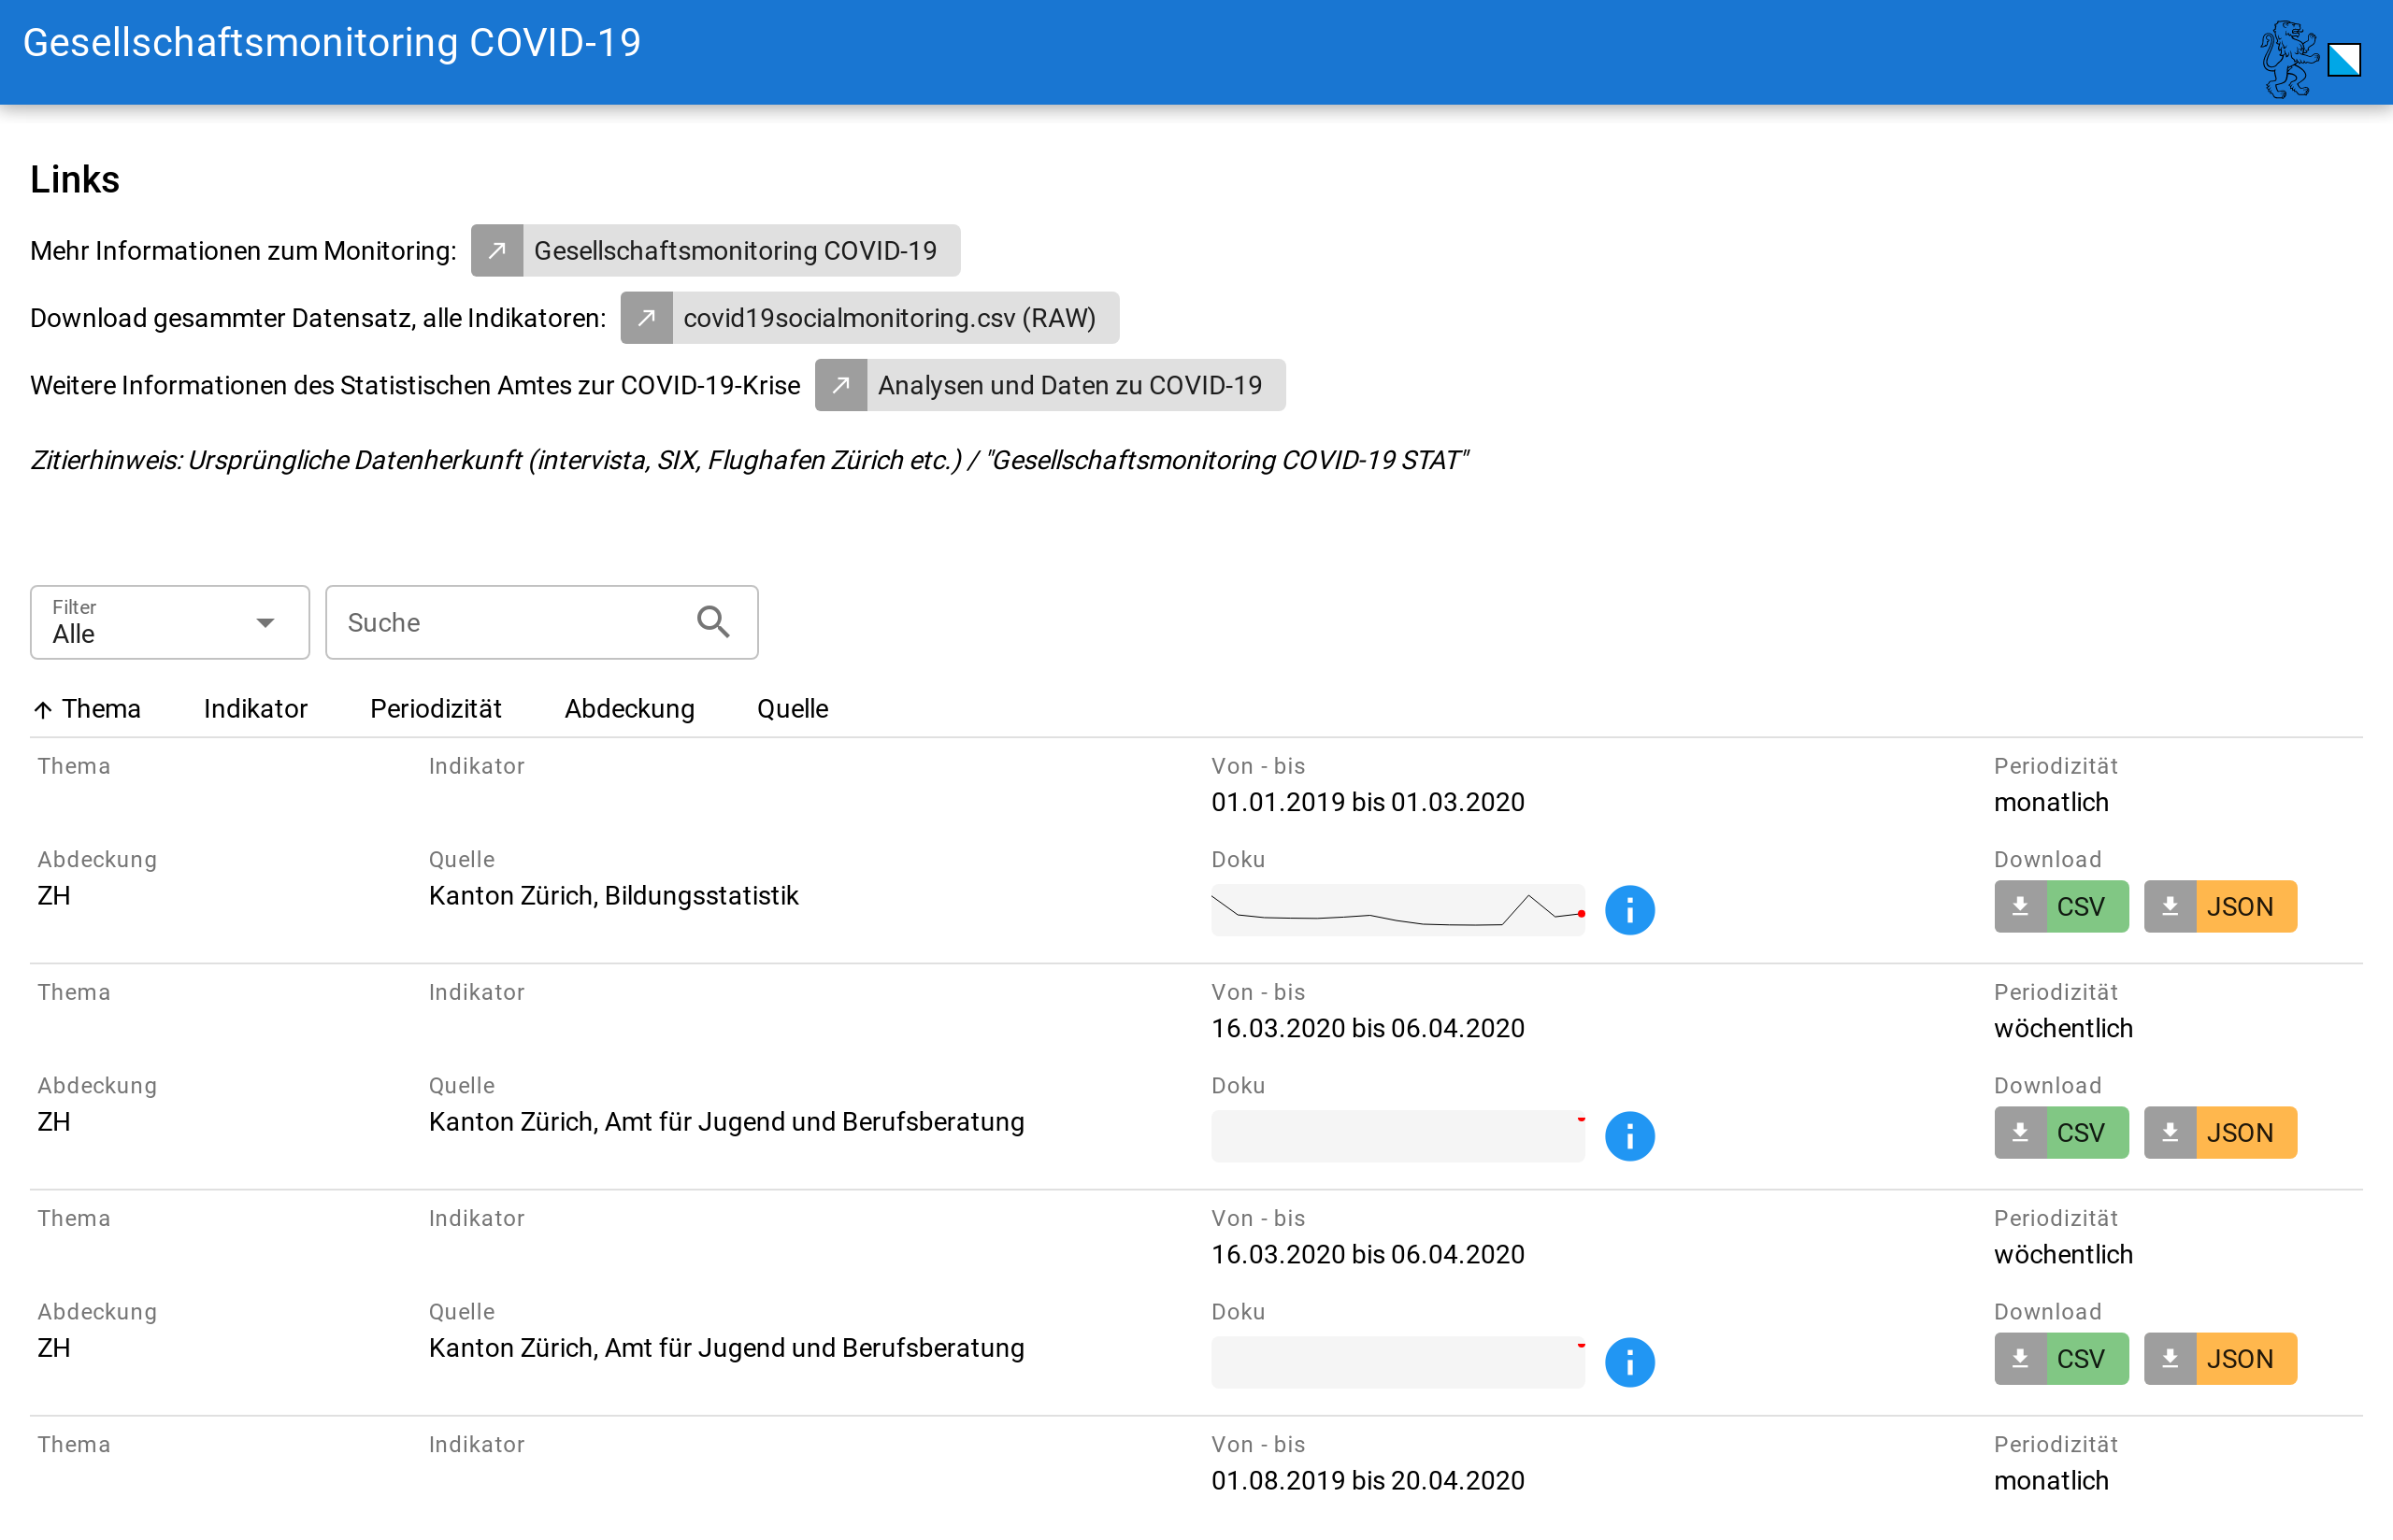 Gesellschaftsmonitoring COVID-19
Links
Mehr Informationen zum Monitoring: Gesellschaftsmonitoring COVID-19
Download gesammter Datensatz, alle Indikatoren: covid19socialmonitoring.csv (RAW)
Weitere Informationen des Statistischen Amtes zur COVID-19-Krise Analysen und Daten zu COVID-19
Zitierhinweis: Ursprüngliche Datenherkunft (intervista, SIX, Flughafen Zürich etc.) / "Gesellschaftsmonitoring COVID-19 STAT"
Filter
Alle
Suche
Thema Indikator Periodizität Abdeckung Quelle
Thema Indikator Von - bis Periodizität
01.01.2019 bis 01.03.2020 monatlich
Abdeckung Quelle Doku Download
ZH Kanton Zürich, Bildungsstatistik CSV JSON
Thema Indikator Von - bis Periodizität
16.03.2020 bis 06.04.2020 wöchentlich
Abdeckung Quelle Doku Download
ZH Kanton Zürich, Amt für Jugend und Berufsberatung CSV JSON
Thema Indikator Von - bis Periodizität
16.03.2020 bis 06.04.2020 wöchentlich
Abdeckung Quelle Doku Download
ZH Kanton Zürich, Amt für Jugend und Berufsberatung CSV JSON
Thema Indikator Von - bis Periodizität
01.08.2019 bis 20.04.2020 monatlich